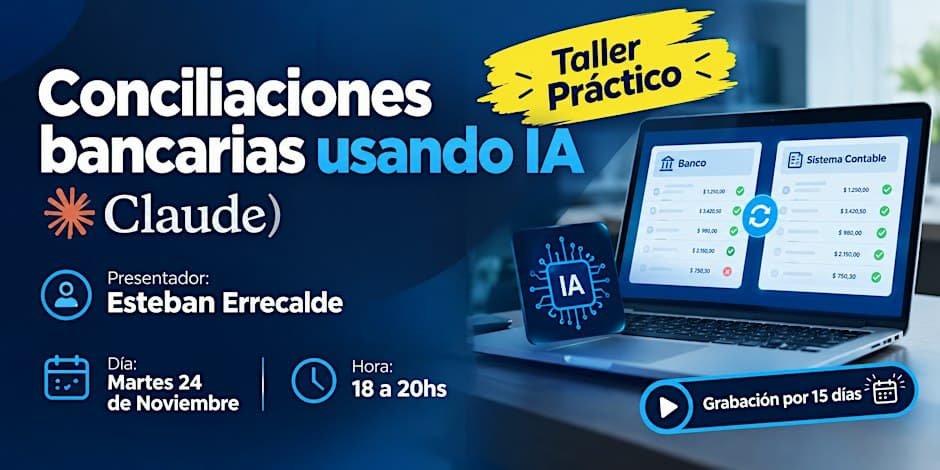 Conciliaciones
bancarias usando IA
Claude)
Taller
Práctico
Presentador:
Esteban Errecalde
Día:
Martes 24
de Noviembre
Hora:
18 a 20hs
IA
Banco
$ 1.250,00
$ 3.420,50
$ 980,00
$ 2.150,00
$ 750,30
Sistema Contable
$ 1.250,00
$ 3.420,50
$ 980,00
$ 2.150,00
$ 750,30
Grabación por 15 días